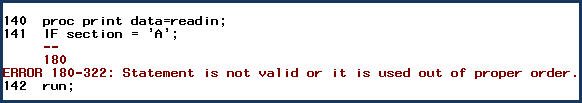 140  proc print data=readin;
141  IF section = 'A';
     --
     180
ERROR 180-322: Statement is not valid or it is used out of proper order.
142  run;